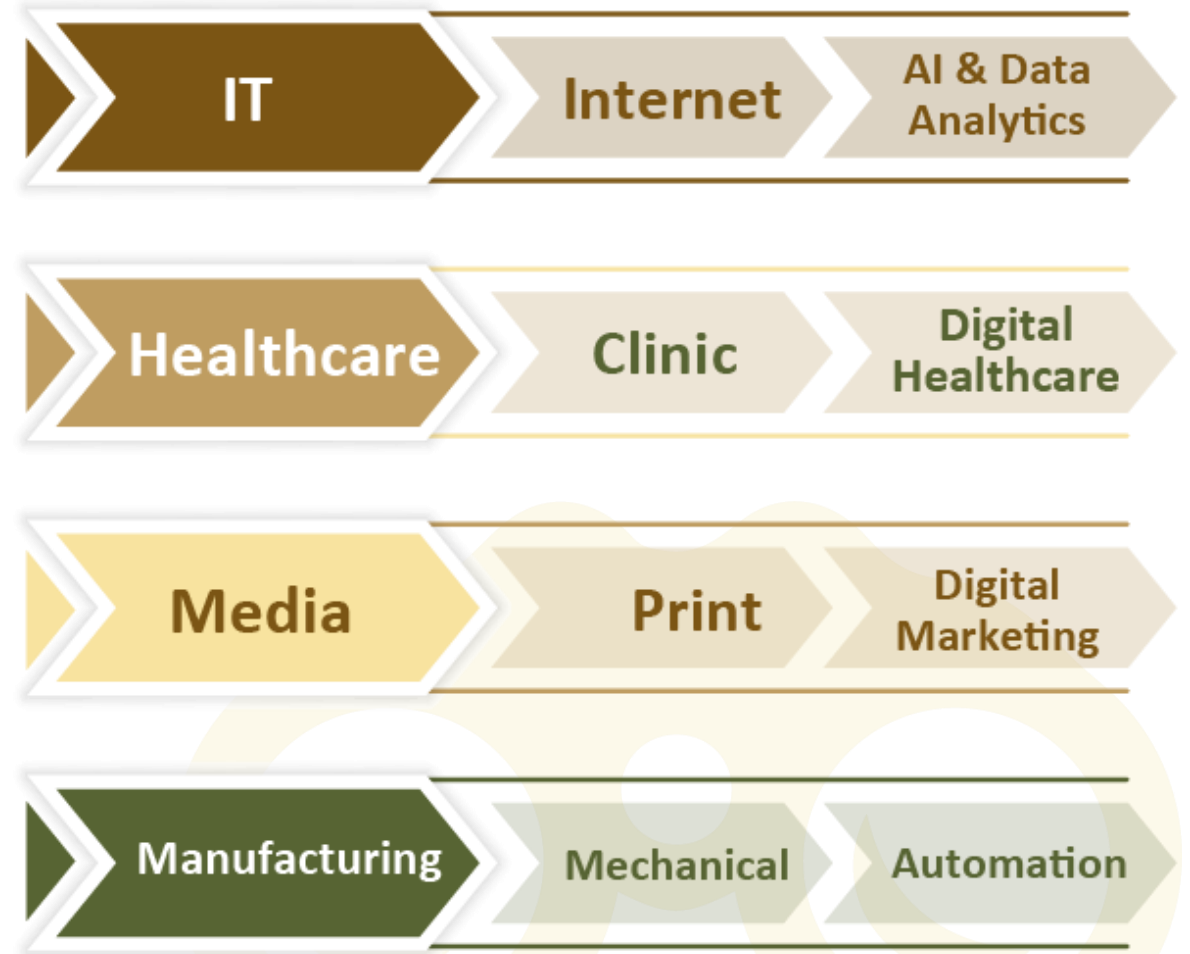 IT
Internet
AI & Data
Analytics
Healthcare
Clinic
Digital
Healthcare
Media
Print
Digital
Marketing
Manufacturing
Mechanical
Automation